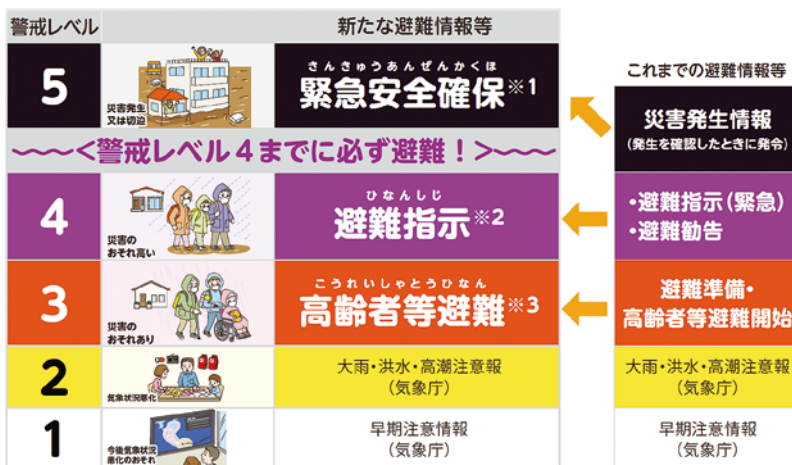 警戒レベル
新たな避難情報等
5
災害発生
又は切迫
きんきゅうあんぜんかくほ
緊急安全確保※1
〜〜〜<警戒レベル4までに必ず避難!>〜〜〜
4
災害の
おそれ高い
ひなんしじ
避難指示※2
3
災害の
おそれあり
こうれいしゃとうひなん
高齢者等避難※3
2
気象状況悪化
大雨・洪水・高潮注意報
(気象庁)
1
今後気象状況
悪化のおそれ
早期注意情報
(気象庁)
これまでの避難情報等
災害発生情報
(発生を確認したときに発令)
・避難指示(緊急)
・避難勧告
避難準備・
高齢者等避難開始
大雨・洪水・高潮注意報
(気象庁)
早期注意情報
(気象庁)